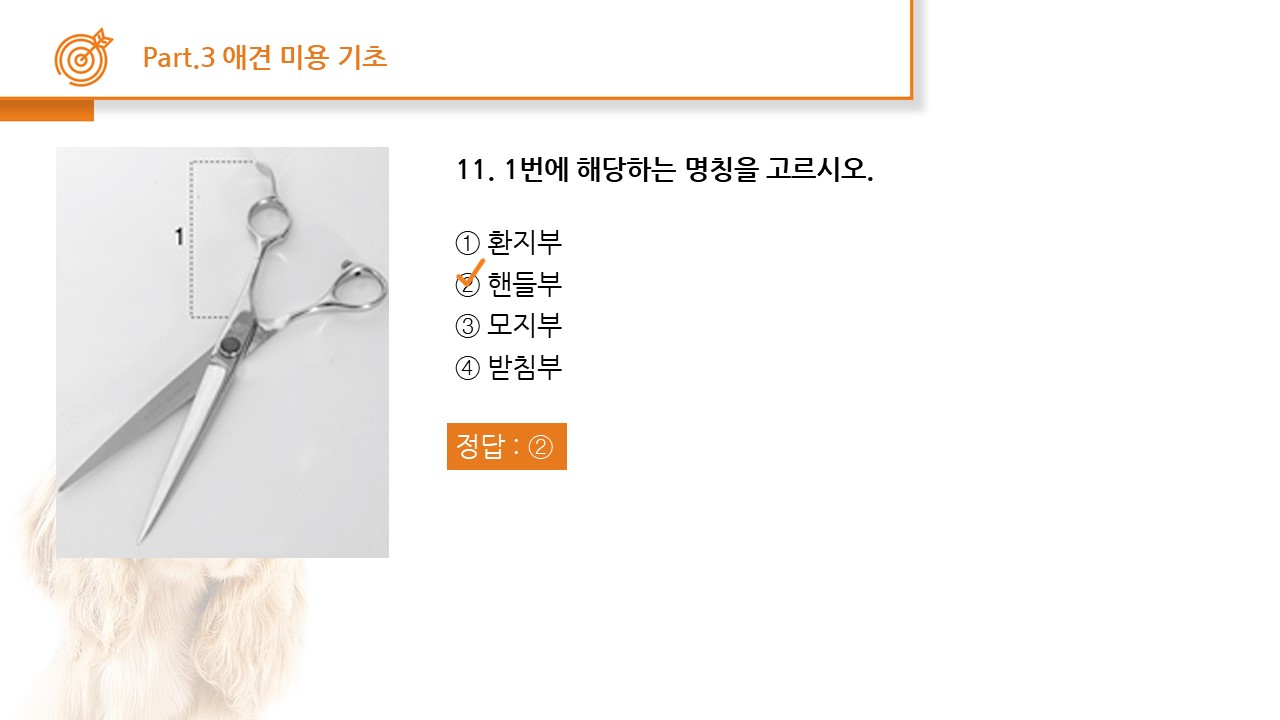 Part.3 애견 미용 기초
1
11. 1번에 해당하는 명칭을 고르시오.
① 환지부
② 핸들부
③ 모지부
④ 받침부
정답 : ②